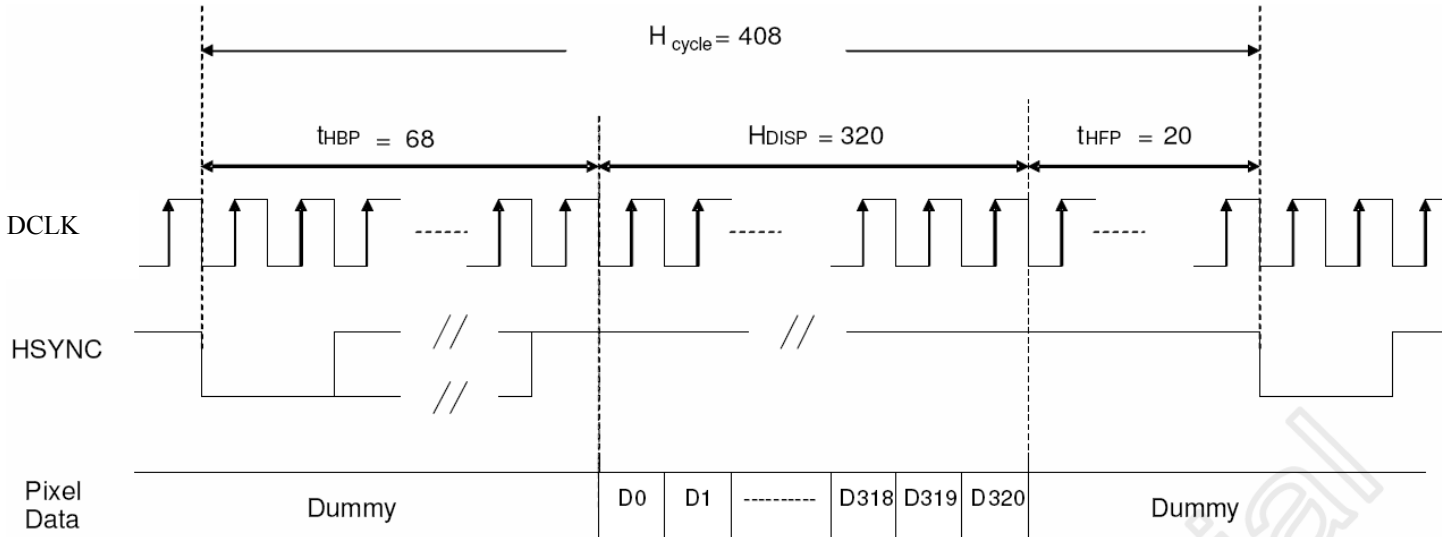 H cycle = 408
tHBP = 68
HDISP = 320
tHFP = 20
DCLK
------
------
------
HSYNC
//
//
//
Pixel
Data
Dummy
D0
D1
----------
D318
D319
D320
Dummy
ial